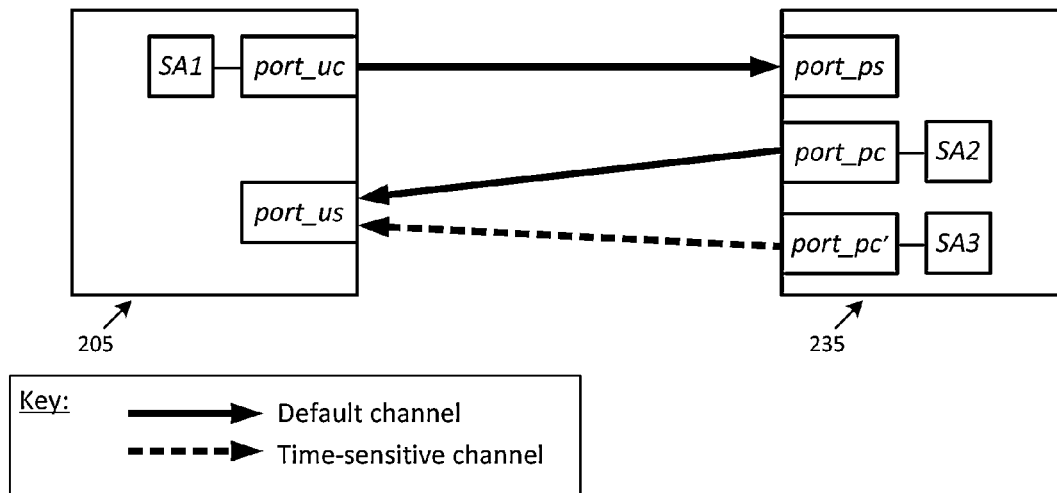 SA1 port_uc port_ps
port_pc SA2
port_us
port_pc' SA3
205 235
Key:
Default channel
Time-sensitive channel